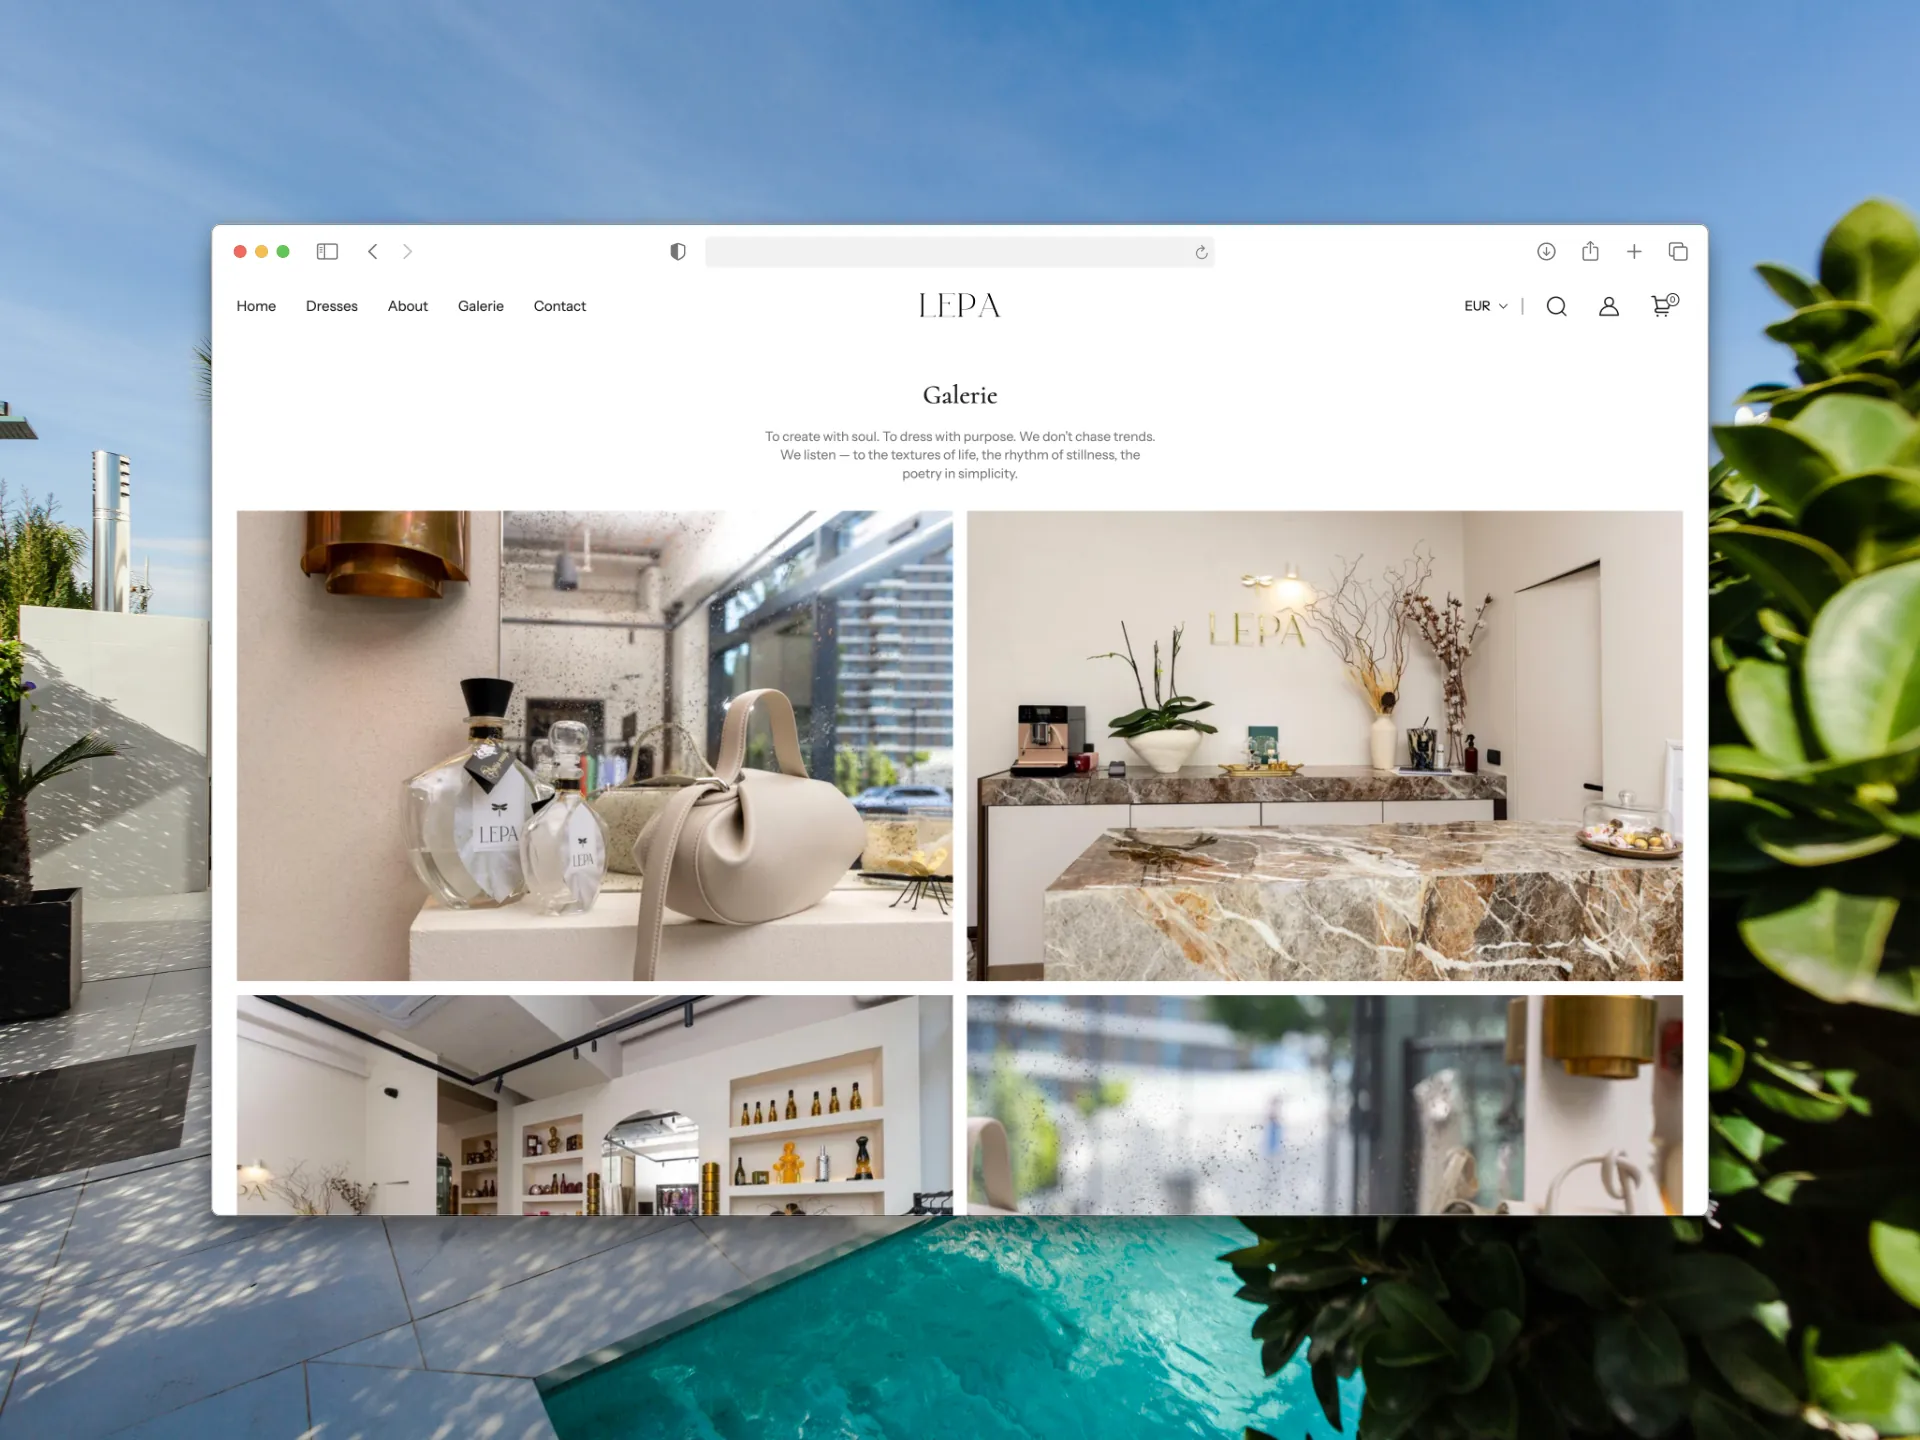 Home
Dresses
About
Galerie
Contact
LEPA
EUR
0
Galerie
To create with soul. To dress with purpose. We don't chase trends.
We listen — to the textures of life, the rhythm of stillness, the
poetry in simplicity.
LEPA
LEPA
LEPA
PA